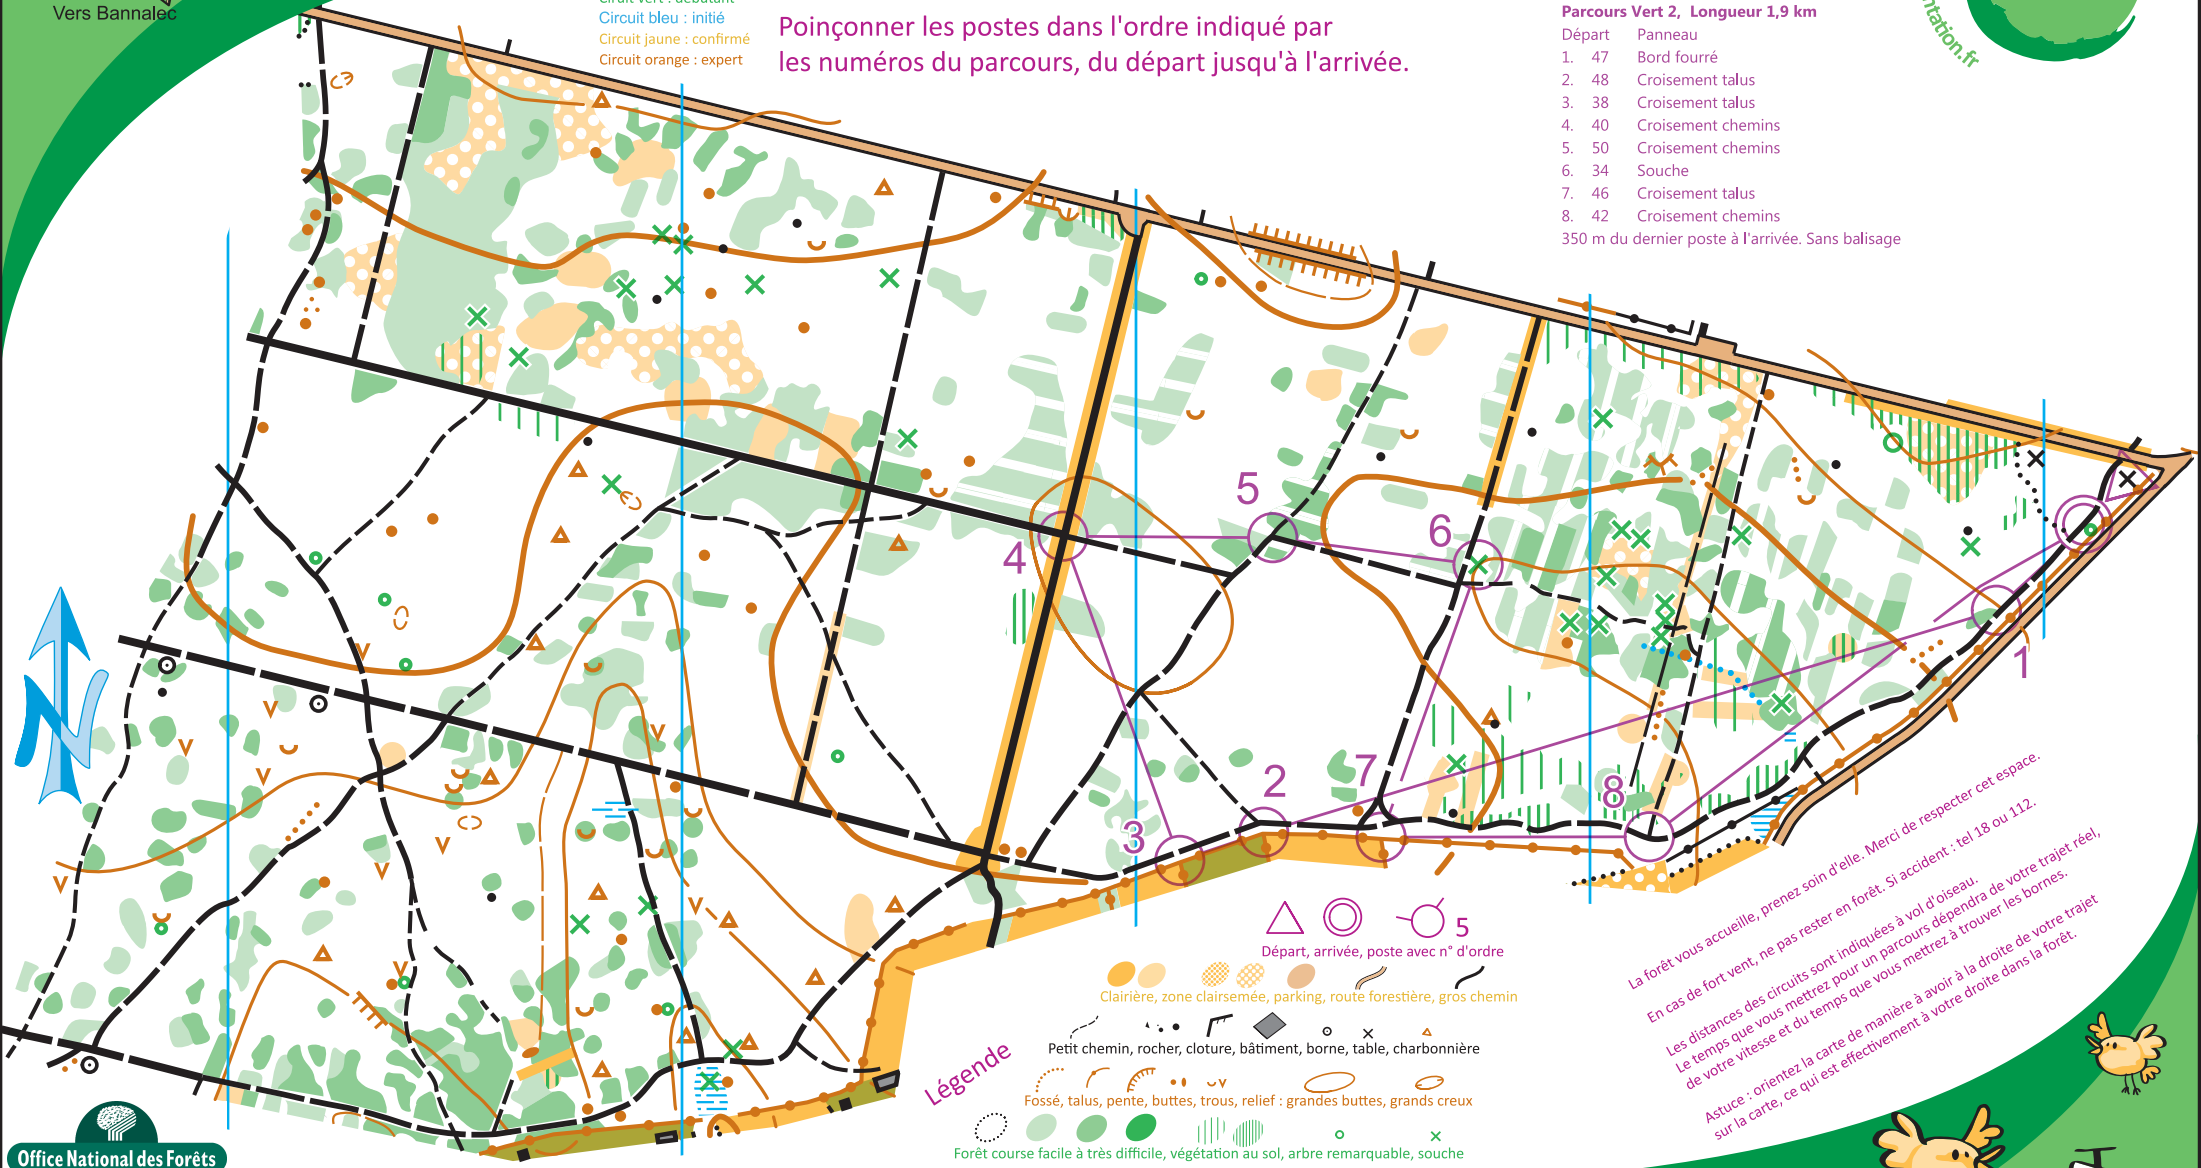 Vers Bannalec
Ciruit vert : débutant
Circuit bleu : initié
Circuit jaune : confirmé
Circuit orange : expert
Poinçonner les postes dans l'ordre indiqué par
les numéros du parcours, du départ jusqu'à l'arrivée.
Parcours Vert 2, Longueur 1,9 km
Départ Panneau
1. 47 Bord fourré
2. 48 Croisement talus
3. 38 Croisement talus
4. 40 Croisement chemins
5. 50 Croisement chemins
6. 34 Souche
7. 46 Croisement talus
8. 42 Croisement chemins
350 m du dernier poste à l'arrivée. Sans balisage
ntation.fr
5
6
4
1
7
2
8
3
N
5
Départ, arrivée, poste avec n° d'ordre
Clairière, zone clairsemée, parking, route forestière, gros chemin
Petit chemin, rocher, cloture, bâtiment, borne, table, charbonnière
Légende
Fossé, talus, pente, buttes, trous, relief : grandes buttes, grands creux
Forêt course facile à très difficile, végétation au sol, arbre remarquable, souche
La forêt vous accueille, prenez soin d'elle. Merci de respecter cet espace.
En cas de fort vent, ne pas rester en forêt. Si accident : tel 18 ou 112.
Les distances des circuits sont indiquées à vol d'oiseau.
Le temps que vous mettrez pour un parcours dépendra de votre trajet réel,
de votre vitesse et du temps que vous mettrez à trouver les bornes.
Astuce : orientez la carte de manière à avoir à la droite de votre trajet
sur la carte, ce qui est effectivement à votre droite dans la forêt.
Office National des Forêts